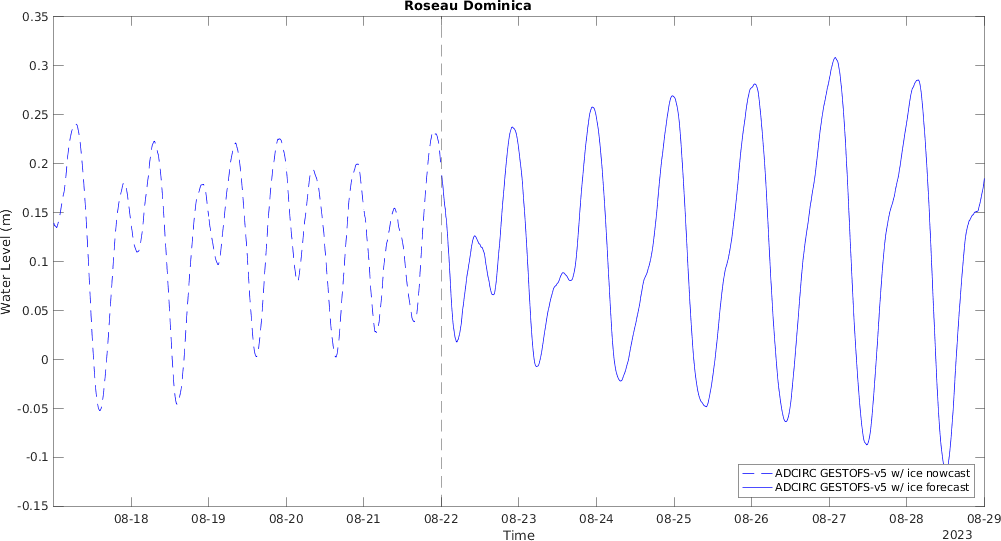 Roseau Dominica
0.35
0.3
0.25
0.2
0.15
0.1
0.05
0
-0.05
-0.1
-0.15
Water Level (m)
ADCIRC GESTOFS-v5 w/ ice nowcast
ADCIRC GESTOFS-v5 w/ ice forecast
08-18 08-19 08-20 08-21 08-22 08-23 08-24 08-25 08-26 08-27 08-28 08-29
Time
2023